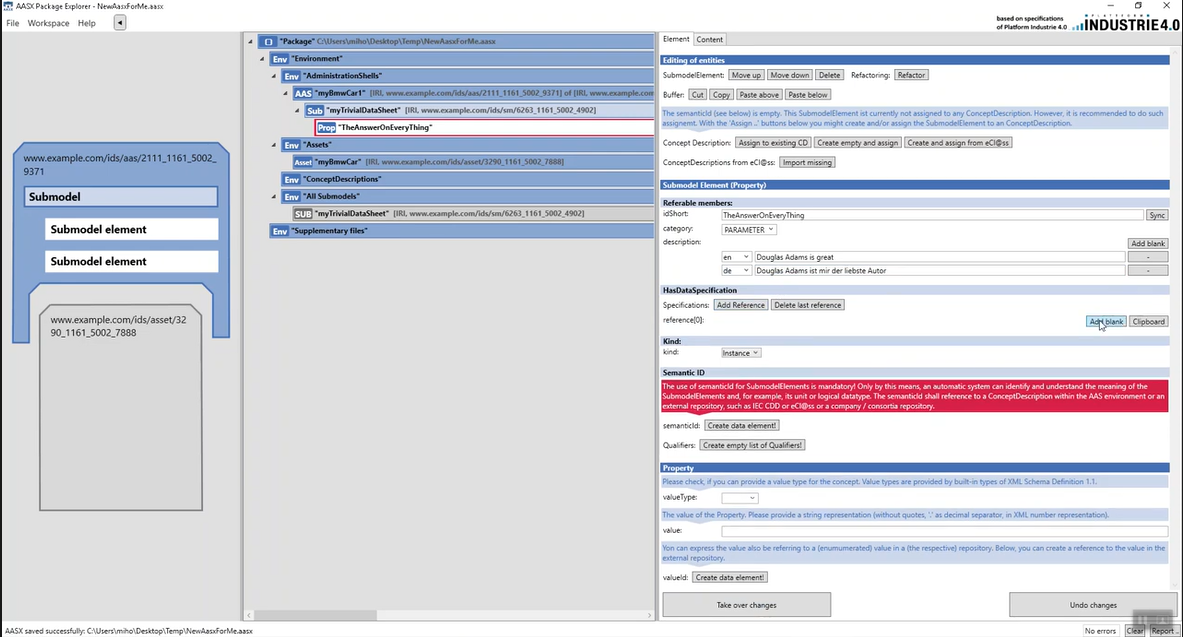 AASX Package Explorer - NewAasxForMe.aasx
File Workspace Help
based on specifications
of Platform Industrie 4.0
PLATTFORM
INDUSTRIE4.0
www.example.com/ids/aas/2111_1161_5002_
9371
Submodel
Submodel element
Submodel element
www.example.com/ids/asset/32
90_1161_5002_7888
"Package" C:\Users\miho\Desktop\Temp\NewAasxForMe.aasx
Env "Environment"
Env "AdministrationShells"
AAS "myBmwCar1" [IRI, www.example.com/ids/aas/2111_1161_5002_9371] of [IRI, www.example.com
Sub "myTrivialDataSheet" [IRI, www.example.com/ids/sm/6263_1161_5002_4902]
Prop "TheAnswerOnEveryThing"
Env "Assets"
Asset "myBmwCar" [IRI, www.example.com/ids/asset/3290_1161_5002_7888]
Env "ConceptDescriptions"
Env "All Submodels"
SUB "myTrivialDataSheet" [IRI, www.example.com/ids/sm/6263_1161_5002_4902]
Env "Supplementary files"
Element Content
Editing of entities
SubmodelElement: Move up Move down Delete Refactoring: Refactor
Buffer: Cut Copy Paste above Paste below
The semanticId (see below) is empty. This SubmodelElement ist currently not assigned to any ConceptDescription. However, it is recommended to do such
assignment. With the 'Assign ..' buttons below you might create and/or assign the SubmodelElement to an ConceptDescription.
Concept Description: Assign to existing CD Create empty and assign Create and assign from eCl@ss
ConceptDescriptions from eCl@ss: Import missing
Submodel Element (Property)
Referable members:
idShort: TheAnswerOnEveryThing Sync
category: PARAMETER
description: Add blank
en Douglas Adams is great -
de Douglas Adams ist mir der liebste Autor -
HasDataSpecification
Specifications: Add Reference Delete last reference
reference[0]: Add blank Clipboard
Kind:
kind: Instance
Semantic ID
The use of semanticId for SubmodelElements is mandatory! Only by this means, an automatic system can identify and understand the meaning of the
SubmodelElements and, for example, its unit or logical datatype. The semanticId shall reference to a ConceptDescription within the AAS environment or an
external repository, such as IEC CDD or eCl@ss or a company / consortia repository.
semanticId: Create data element!
Qualifiers: Create empty list of Qualifiers!
Property
Please check, if you can provide a value type for the concept. Value types are provided by built-in types of XML Schema Definition 1.1.
valueType:
The value of the Property. Please provide a string representation (without quotes, '.' as decimal separator, in XML number representation).
value:
Yon can express the value also be referring to a (enumumerated) value in a (the respective) repository. Below, you can create a reference to the value in the
external repository.
valueId: Create data element!
Take over changes Undo changes
AASX saved successfully: C:\Users\miho\Desktop\Temp\NewAasxForMe.aasx
No errors Clear Report ..